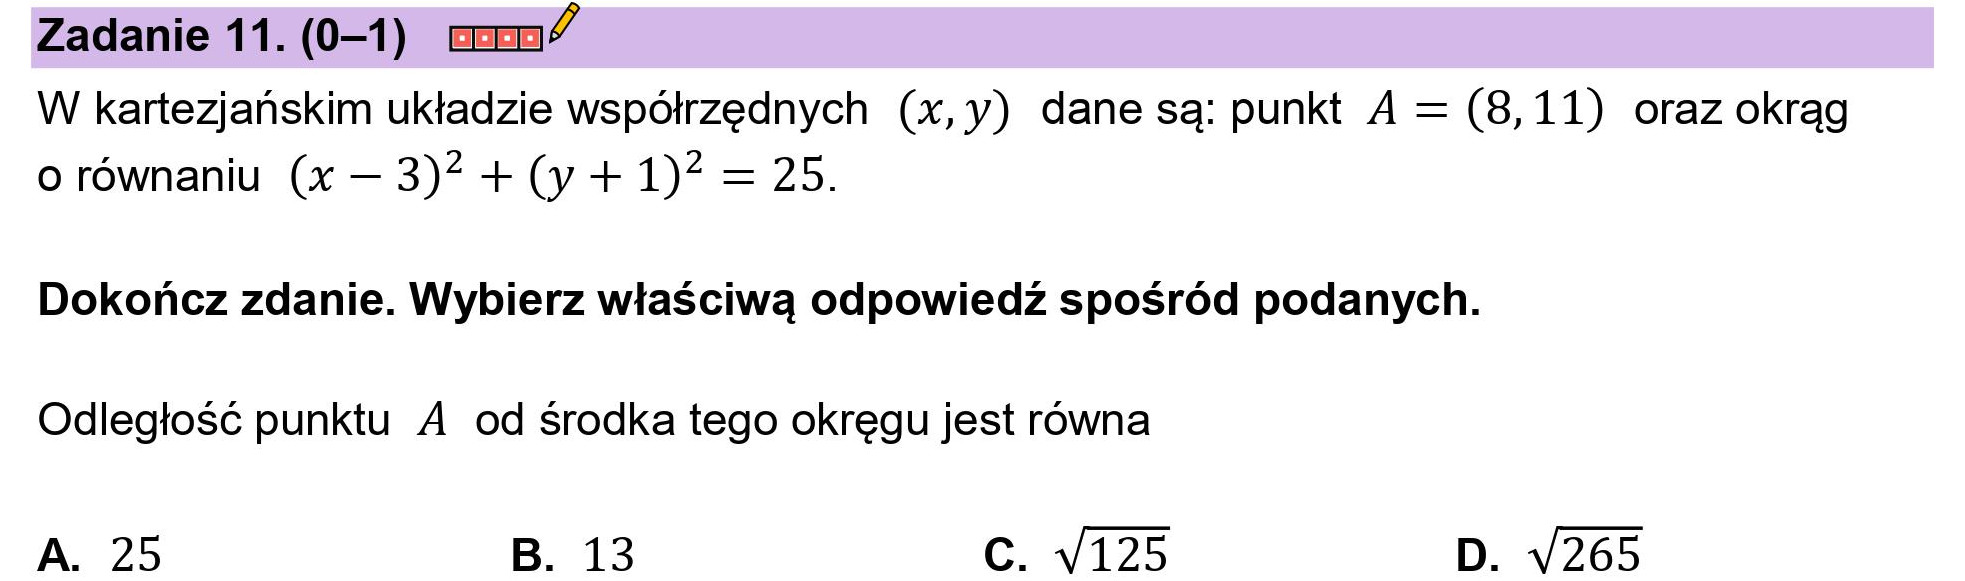 Zadanie 11. (0–1)
W kartezjańskim układzie współrzędnych (x, y) dane są: punkt A = (8, 11) oraz okrąg
o równaniu (x − 3)² + (y + 1)² = 25.
Dokończ zdanie. Wybierz właściwą odpowiedź spośród podanych.
Odległość punktu A od środka tego okręgu jest równa
A. 25 B. 13 C. √125 D. √265